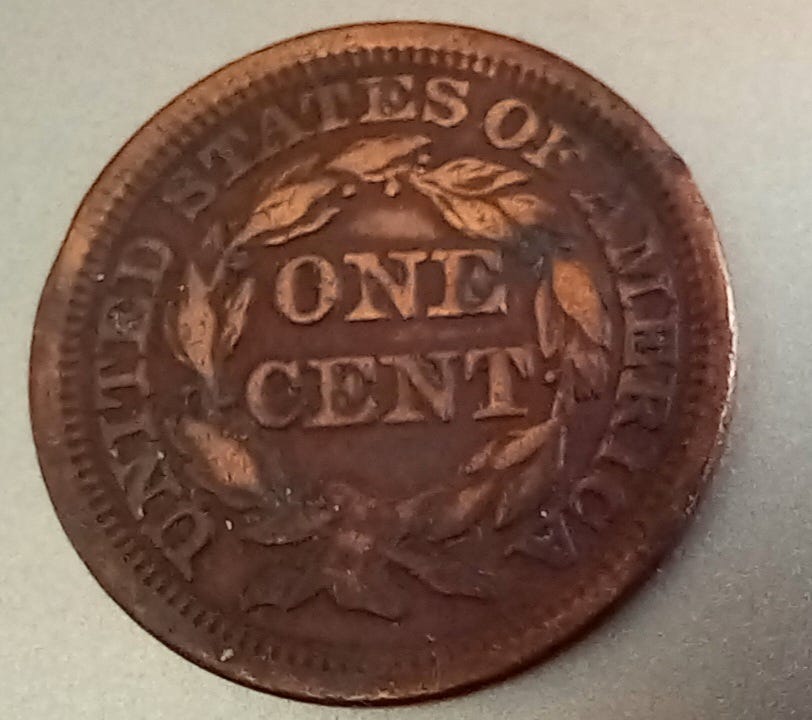 UNITED STATES OF AMERICA
ONE
CENT